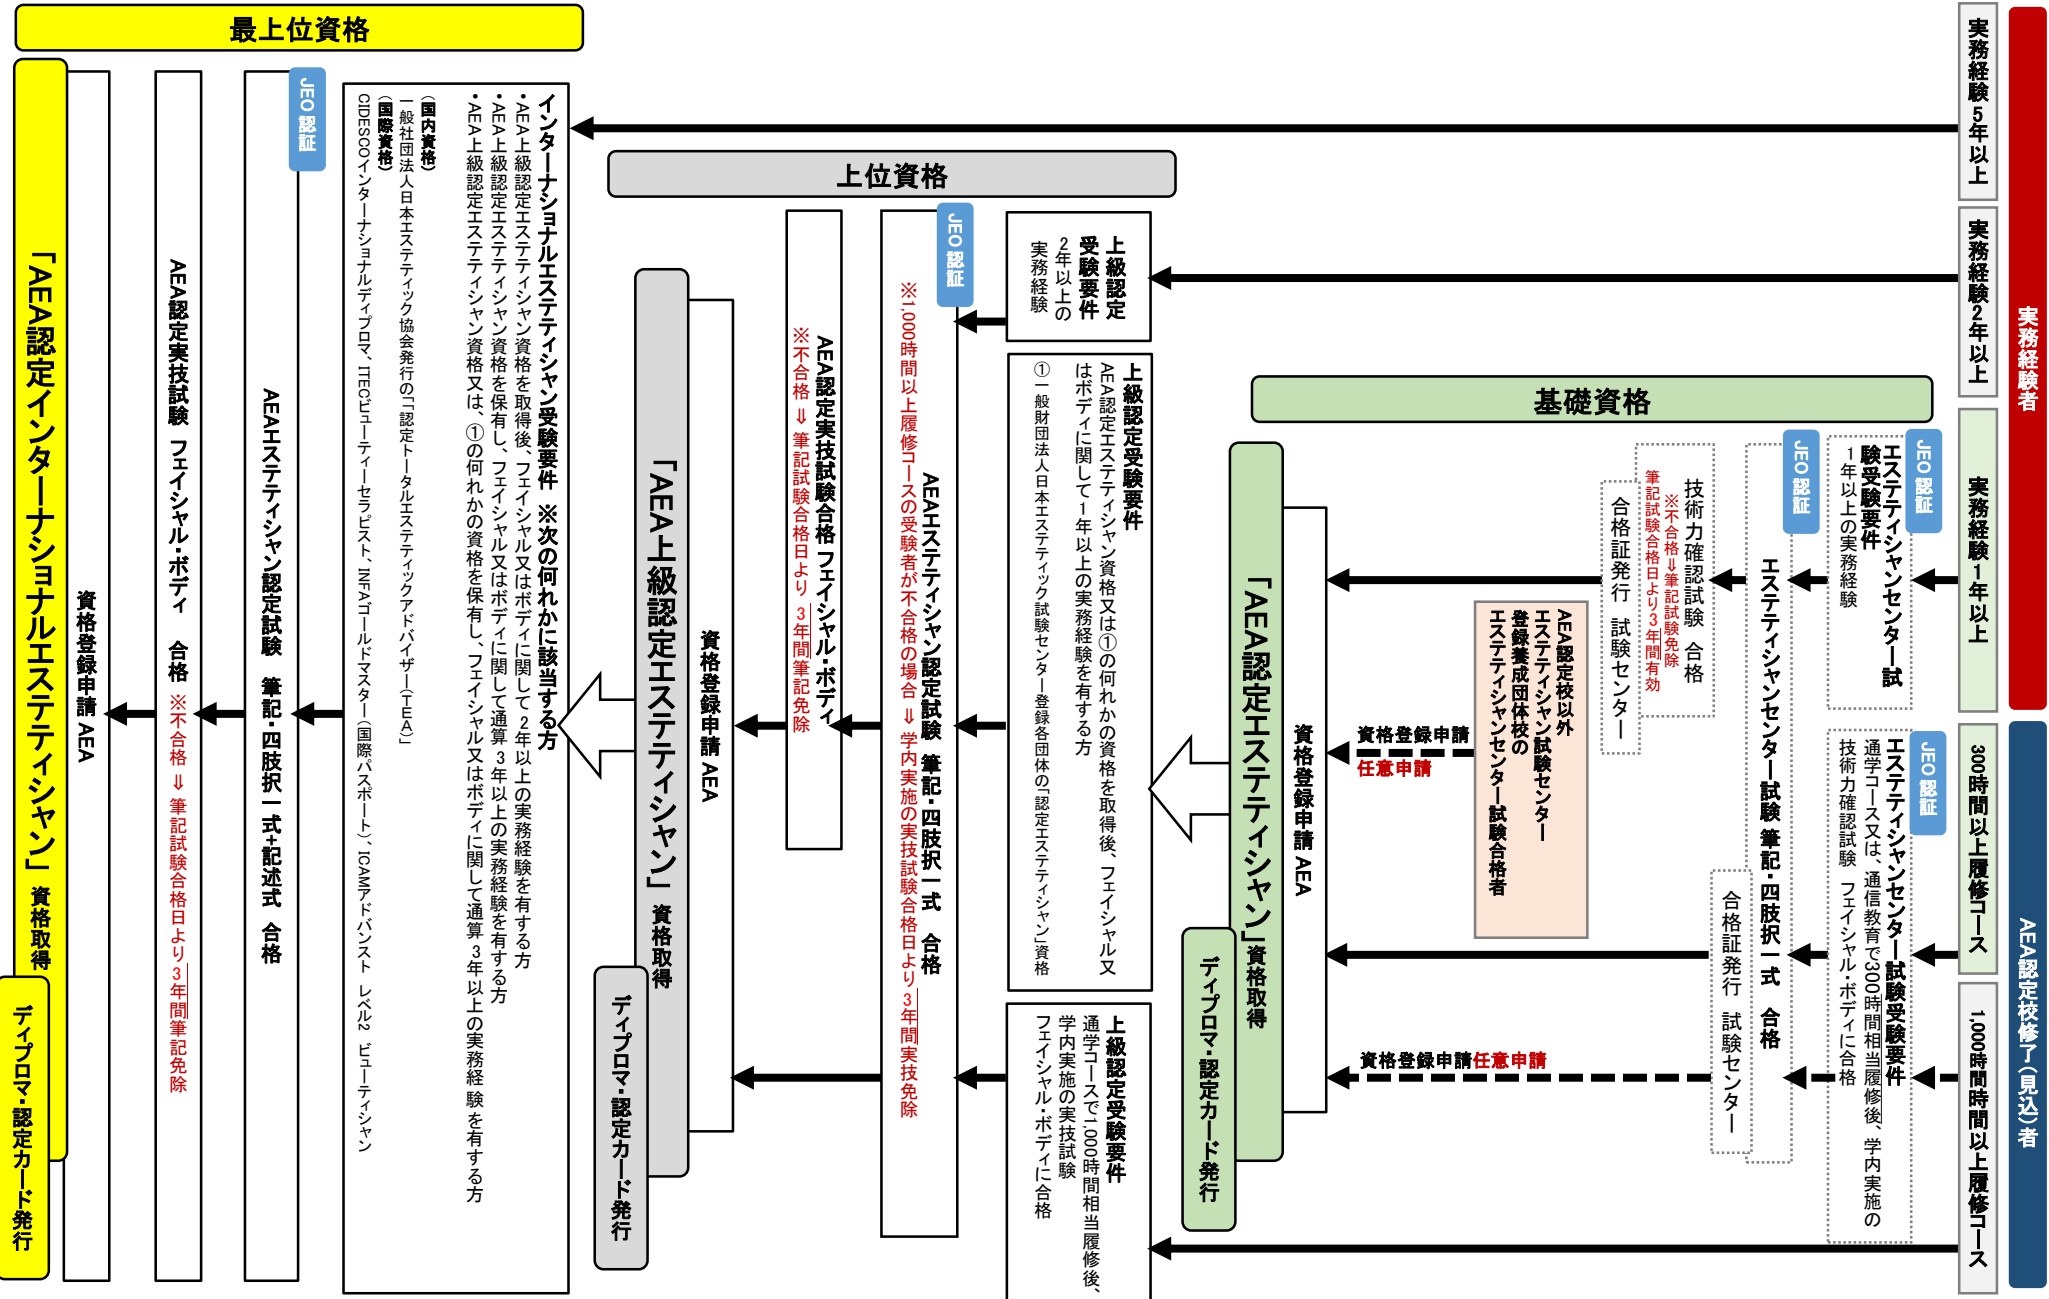 実務経験者
AEA認定校修了(見込)者
実務経験5年以上
実務経験2年以上
実務経験1年以上
300時間以上履修コース
1,000時間以上履修コース
基礎資格
JEO認証
エステティシャンセンター試
験受験要件
1年以上の実務経験
JEO認証
エステティシャンセンター試験受験要件
通学コース又は、通信教育で300時間相当履修後、学内実施の
技術力確認試験 フェイシャル・ボディに合格
JEO認証
エステティシャンセンター試験 筆記・四肢択一式 合格
技術力確認試験 合格
※不合格⇒筆記試験免除
筆記試験合格日より3年間有効
合格証発行 試験センター
合格証発行 試験センター
AEA認定校以外
エステティシャン試験センター
登録養成団体校の
エステティシャンセンター試験合格者
資格登録申請
任意申請
資格登録申請任意申請
資格登録申請 AEA
「AEA認定エステティシャン」資格取得
ディプロマ・認定カード発行
上位資格
上級認定
受験要件
2年以上の
実務経験
上級認定受験要件
AEA認定エステティシャン資格又は①の何れかの資格を取得後、フェイシャル又
はボディに関して1年以上の実務経験を有する方
①一般財団法人日本エステティック試験センター登録各団体の「認定エステティシャン」資格
上級認定受験要件
通学コースで1,000時間相当履修後、
学内実施の実技試験
フェイシャル・ボディに合格
JEO認証
AEAエステティシャン認定試験 筆記・四肢択一式 合格
※1,000時間以上履修コースの受験者が不合格の場合 ⇒ 学内実施の実技試験合格日より3年間実技免除
AEA認定実技試験合格 フェイシャル・ボディ
※不合格 ⇒ 筆記試験合格日より3年間筆記免除
資格登録申請 AEA
「AEA上級認定エステティシャン」資格取得
ディプロマ・認定カード発行
最上位資格
インターナショナルエステティシャン受験要件 ※次の何れかに該当する方
・AEA上級認定エステティシャン資格を取得後、フェイシャル又はボディに関して2年以上の実務経験を有する方
・AEA上級認定エステティシャン資格を保有し、フェイシャル又はボディに関して通算3年以上の実務経験を有する方
・AEA上級認定エステティシャン資格又は、①の何れかの資格を保有し、フェイシャル又はボディに関して通算3年以上の実務経験を有する方
(国内資格)
一般社団法人日本エステティック協会発行の「認定トータルエステティックアドバイザー(TEA)」
(国際資格)
CIDESCOインターナショナルディプロマ、ITECビューティーセラピスト、INFAゴールドマスター(国際パスポート)、ICAMアドバンスト レベル2 ビューティシャン
JEO認証
AEAエステティシャン認定試験 筆記・四肢択一式+記述式 合格
AEA認定実技試験 フェイシャル・ボディ 合格 ※不合格 ⇒ 筆記試験合格日より3年間筆記免除
資格登録申請 AEA
「AEA認定インターナショナルエステティシャン」資格取得
ディプロマ・認定カード発行